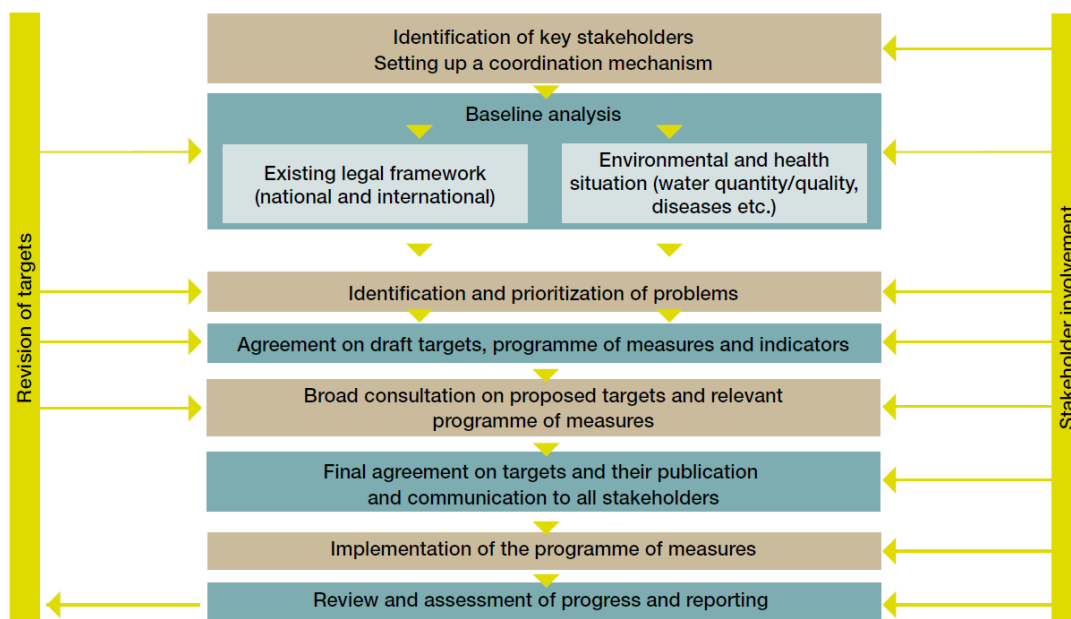 Identification of key stakeholders
Setting up a coordination mechanism
Baseline analysis
Existing legal framework
(national and international)
Environmental and health
situation (water quantity/quality,
diseases etc.)
Identification and prioritization of problems
Agreement on draft targets, programme of measures and indicators
Broad consultation on proposed targets and relevant
programme of measures
Final agreement on targets and their publication
and communication to all stakeholders
Implementation of the programme of measures
Review and assessment of progress and reporting
Revision of targets
Stakeholder involvement